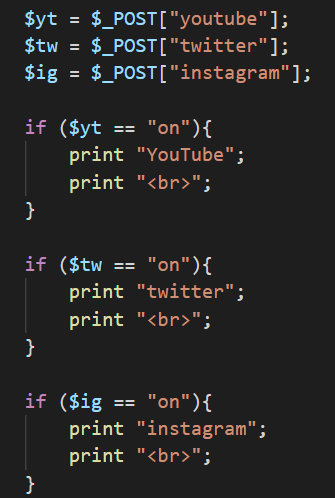 $yt = $_POST["youtube"];
$tw = $_POST["twitter"];
$ig = $_POST["instagram"];

if ($yt == "on"){
    print "YouTube";
    print "<br>";
}

if ($tw == "on"){
    print "twitter";
    print "<br>";
}

if ($ig == "on"){
    print "instagram";
    print "<br>";
}